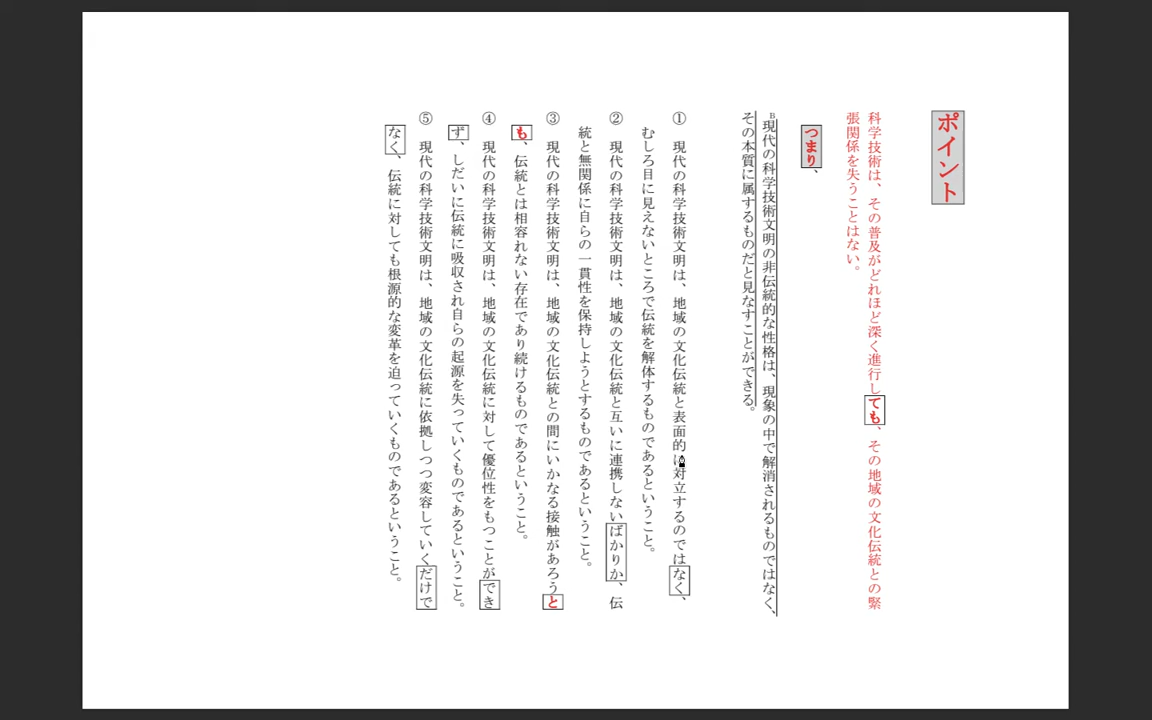 ポイント
科学技術は、その普及がどれほど深く進行しても、その地域の文化伝統との緊
張関係を失うことはない。
つまり、
B現代の科学技術文明の非伝統的な性格は、現象の中で解消されるものではなく、
その本質に属するものだと見なすことができる。
① 現代の科学技術文明は、地域の文化伝統と表面的に対立するのではなく、
むしろ目に見えないところで伝統を解体するものであるということ。
② 現代の科学技術文明は、地域の文化伝統と互いに連携しないばかりか、伝
統と無関係に自らの一貫性を保持しようとするものであるということ。
③ 現代の科学技術文明は、地域の文化伝統との間にいかなる接触があろうと
も、伝統とは相容れない存在であり続けるものであるということ。
④ 現代の科学技術文明は、地域の文化伝統に対して優位性をもつことができ
ず、しだいに伝統に吸収され自らの起源を失っていくものであるということ。
⑤ 現代の科学技術文明は、地域の文化伝統に依拠しつつ変容していくだけで
なく、伝統に対しても根源的な変革を迫っていくものであるということ。